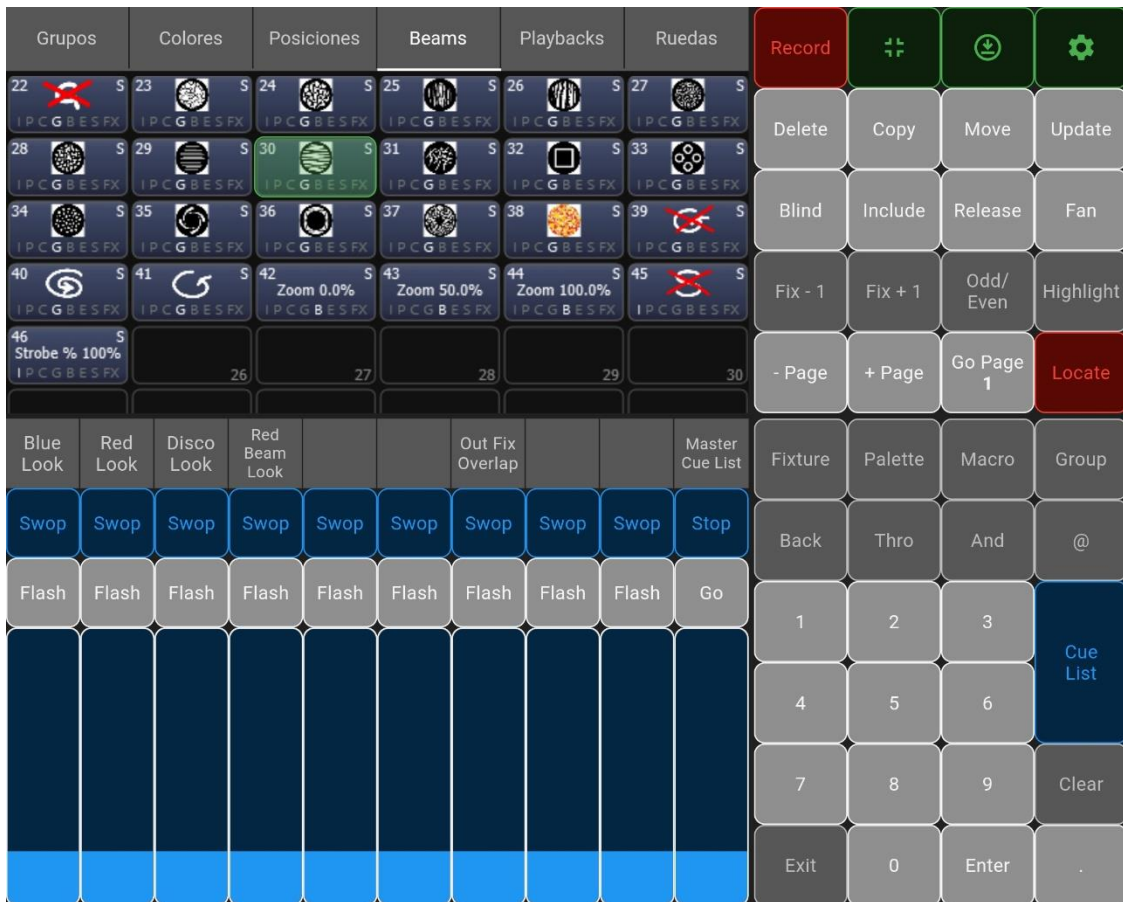 Grupos Colores Posiciones Beams Playbacks Ruedas
22 S 23 S 24 S 25 S 26 S 27 S
IPCGBESFX IPCGBESFX IPCGBESFX IPCGBESFX IPCGBESFX IPCGBESFX
28 S 29 S 30 S 31 S 32 S 33 S
IPCGBESFX IPCGBESFX IPCGBESFX IPCGBESFX IPCGBESFX IPCGBESFX
34 S 35 S 36 S 37 S 38 S 39 S
IPCGBESFX IPCGBESFX IPCGBESFX IPCGBESFX IPCGBESFX IPCGBESFX
40 S 41 S 42 S 43 S 44 S 45 S
Zoom 0.0% Zoom 50.0% Zoom 100.0%
IPCGBESFX IPCGBESFX IPCGBESFX IPCGBESFX IPCGBESFX IPCGBESFX
46 S
Strobe % 100%
IPCGBESFX 26 27 28 29 30
Blue Look
Red Look
Disco Look
Red Beam Look
Out Fix Overlap
Master Cue List
Swop Swop Swop Swop Swop Swop Swop Swop Swop Stop
Flash Flash Flash Flash Flash Flash Flash Flash Flash Go
Record
Delete Copy Move Update
Blind Include Release Fan
Fix - 1 Fix + 1 Odd/Even Highlight
- Page + Page Go Page 1 Locate
Fixture Palette Macro Group
Back Thro And @
1 2 3
Cue List
4 5 6
7 8 9 Clear
Exit 0 Enter .